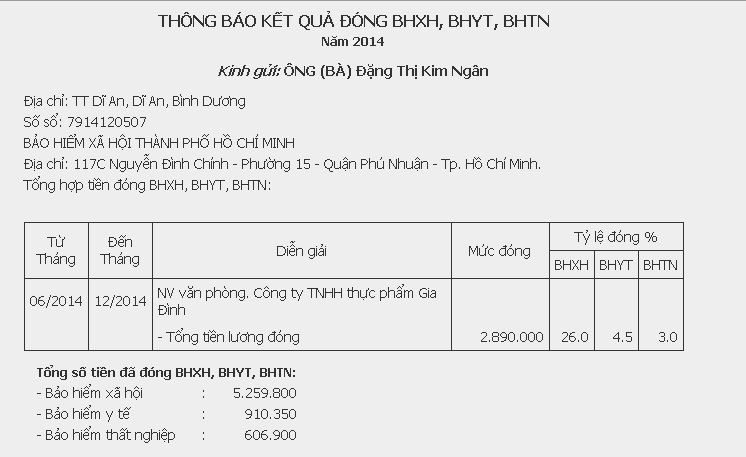 THÔNG BÁO KẾT QUẢ ĐÓNG BHXH, BHYT, BHTN
Năm 2014
Kính gửi: ÔNG (BÀ) Đặng Thị Kim Ngân
Địa chỉ: TT Dĩ An, Dĩ An, Bình Dương
Số sổ: 7914120507
BẢO HIỂM XÃ HỘI THÀNH PHỐ HỒ CHÍ MINH
Địa chỉ: 117C Nguyễn Đình Chính - Phường 15 - Quận Phú Nhuận - Tp. Hồ Chí Minh.
Tổng hợp tiền đóng BHXH, BHYT, BHTN:
Từ Tháng Đến Tháng Diễn giải Mức đóng Tỷ lệ đóng %
BHXH BHYT BHTN
06/2014 12/2014 NV văn phòng. Công ty TNHH thực phẩm Gia
Đình
- Tổng tiền lương đóng 2.890.000 26.0 4.5 3.0
Tổng số tiền đã đóng BHXH, BHYT, BHTN:
- Bảo hiểm xã hội : 5.259.800
- Bảo hiểm y tế : 910.350
- Bảo hiểm thất nghiệp : 606.900